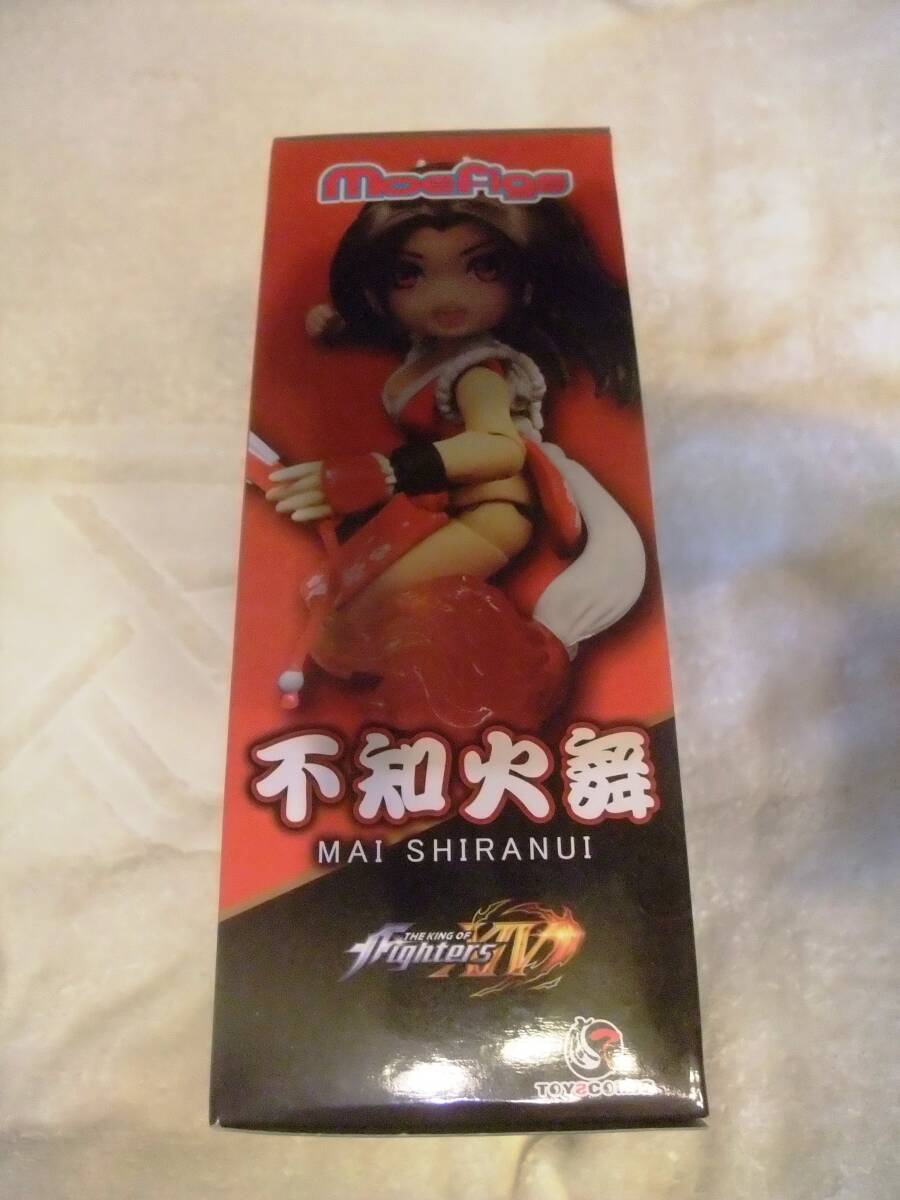 Moefigs
不知火舞
MAI SHIRANUI
THE KING OF
Fighters XIV
TOYSCOMIC